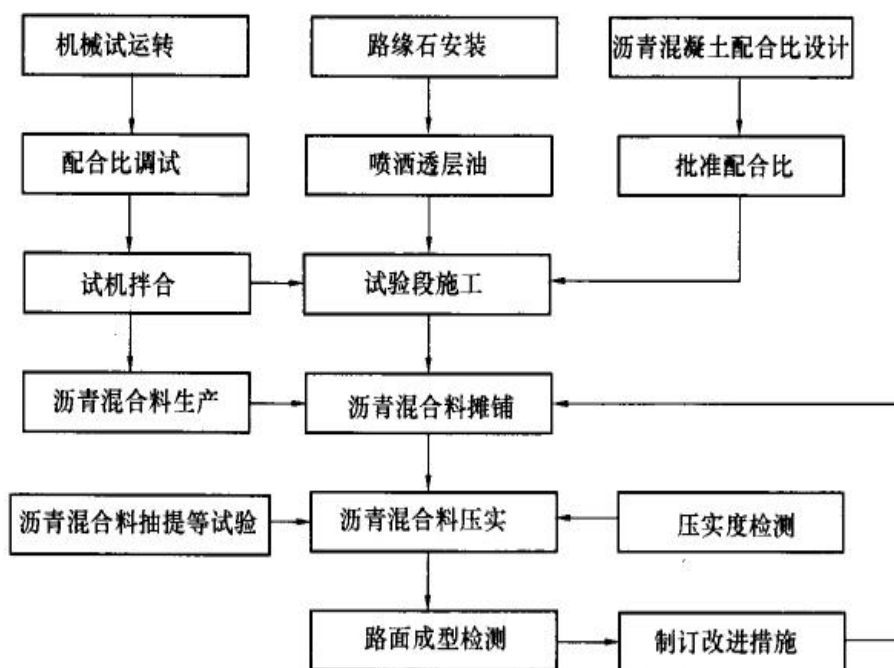 机械试运转
路缘石安装
沥青混凝土配合比设计
配合比调试
喷洒透层油
批准配合比
试机拌合
试验段施工
沥青混合料生产
沥青混合料摊铺
沥青混合料抽提等试验
沥青混合料压实
压实度检测
路面成型检测
制订改进措施